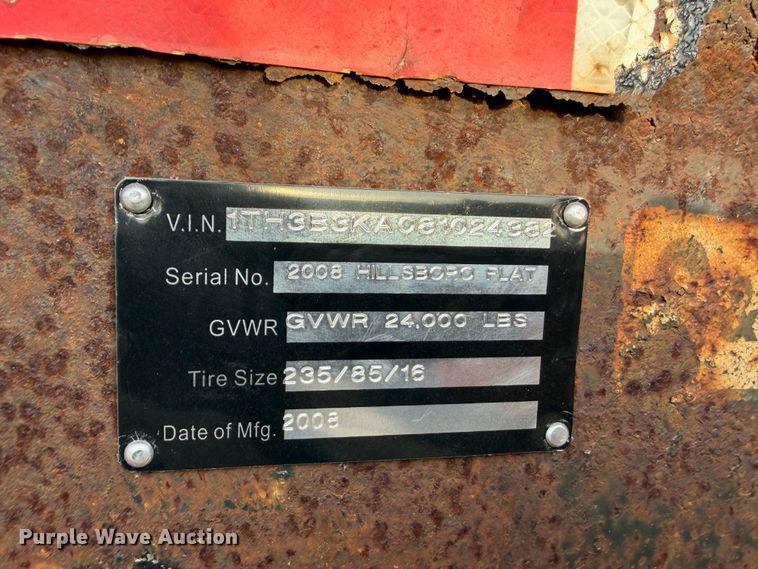 V.I.N. 1TH3B3KAC81024382
Serial No. 2008 HILLSBORO FLAT
GVWR GVWR 24,000 LBS
Tire Size 235/85/16
Date of Mfg. 2008
Purple Wave Auction®